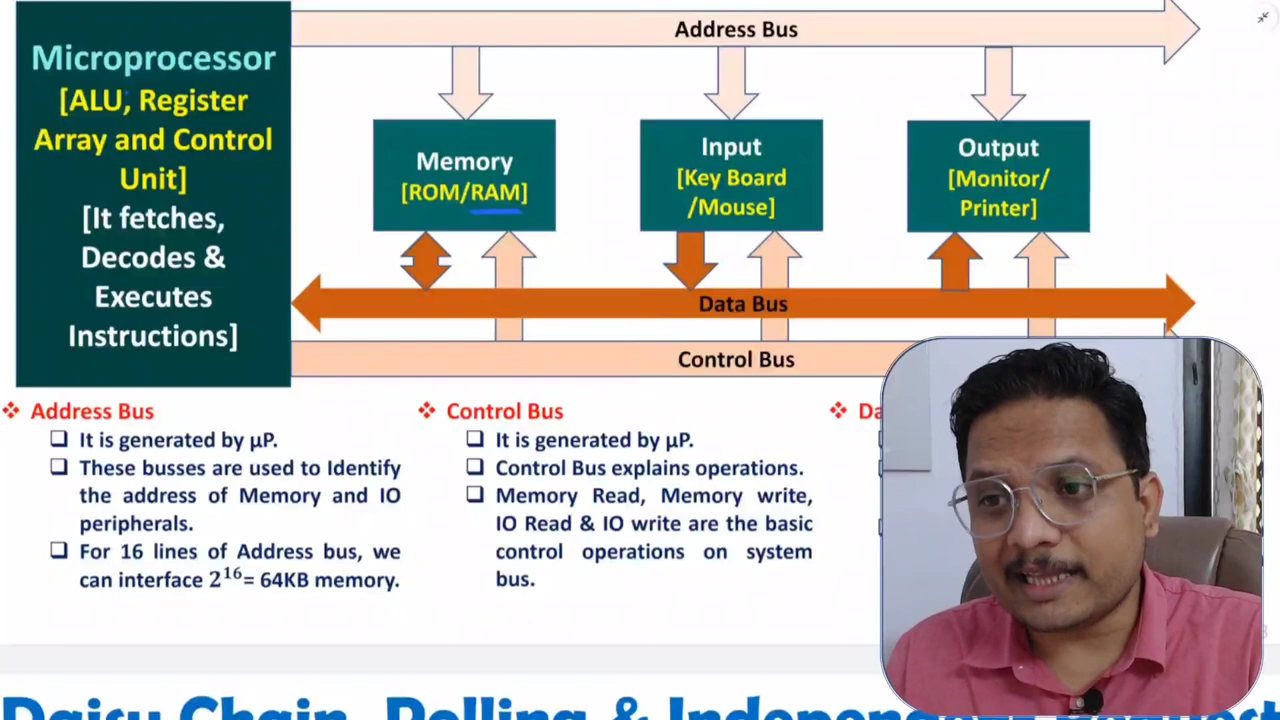 Microprocessor
[ALU, Register
Array and Control
Unit]
[It fetches,
Decodes &
Executes
Instructions]
Address Bus
Memory
[ROM/RAM]
Input
[Key Board
/Mouse]
Output
[Monitor/
Printer]
Data Bus
Control Bus
❖ Address Bus
❑ It is generated by µP.
❑ These busses are used to Identify
the address of Memory and IO
peripherals.
❑ For 16 lines of Address bus, we
can interface 2¹⁶= 64KB memory.
❖ Control Bus
❑ It is generated by µP.
❑ Control Bus explains operations.
❑ Memory Read, Memory write,
IO Read & IO write are the basic
control operations on system
bus.
Daisy Chain, Polling & Independent